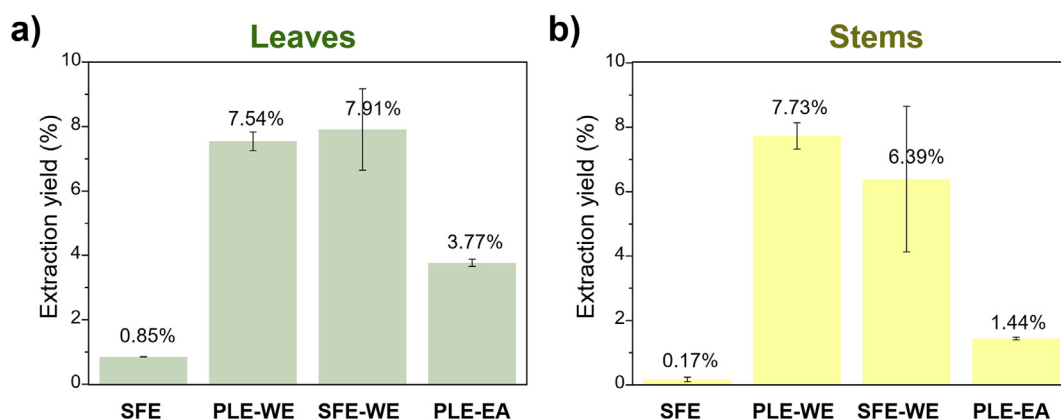 a)
Leaves
Extraction yield (%)
10
8
6
4
2
0
0.85%
7.54%
7.91%
3.77%
SFE
PLE-WE
SFE-WE
PLE-EA
b)
Stems
Extraction yield (%)
10
8
6
4
2
0
0.17%
7.73%
6.39%
1.44%
SFE
PLE-WE
SFE-WE
PLE-EA